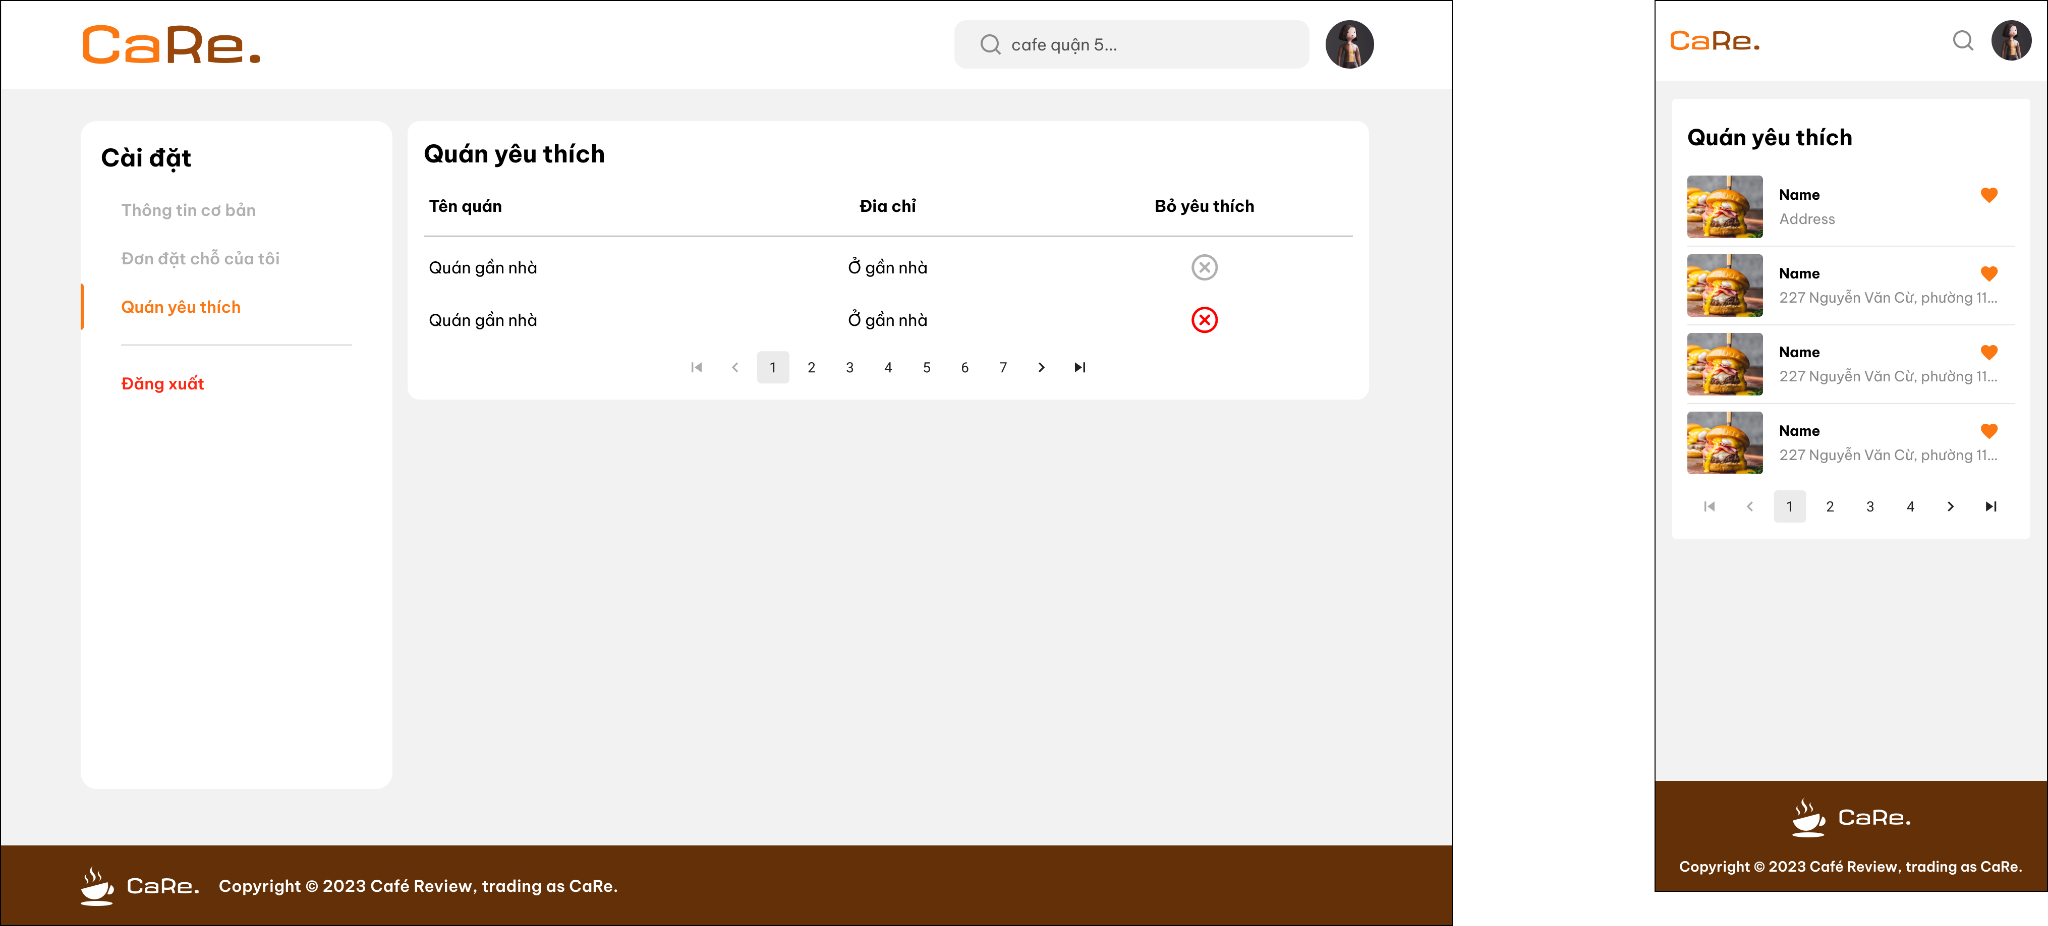 CaRe.
cafe quận 5...
Cài đặt
Thông tin cơ bản
Đơn đặt chỗ của tôi
Quán yêu thích
Đăng xuất
Quán yêu thích
Tên quán Đia chỉ Bỏ yêu thích
Quán gần nhà Ở gần nhà
Quán gần nhà Ở gần nhà
1 2 3 4 5 6 7
CaRe. Copyright © 2023 Café Review, trading as CaRe.
CaRe.
Quán yêu thích
Name
Address
Name
227 Nguyễn Văn Cừ, phường 11...
Name
227 Nguyễn Văn Cừ, phường 11...
Name
227 Nguyễn Văn Cừ, phường 11...
1 2 3 4
CaRe.
Copyright © 2023 Café Review, trading as CaRe.